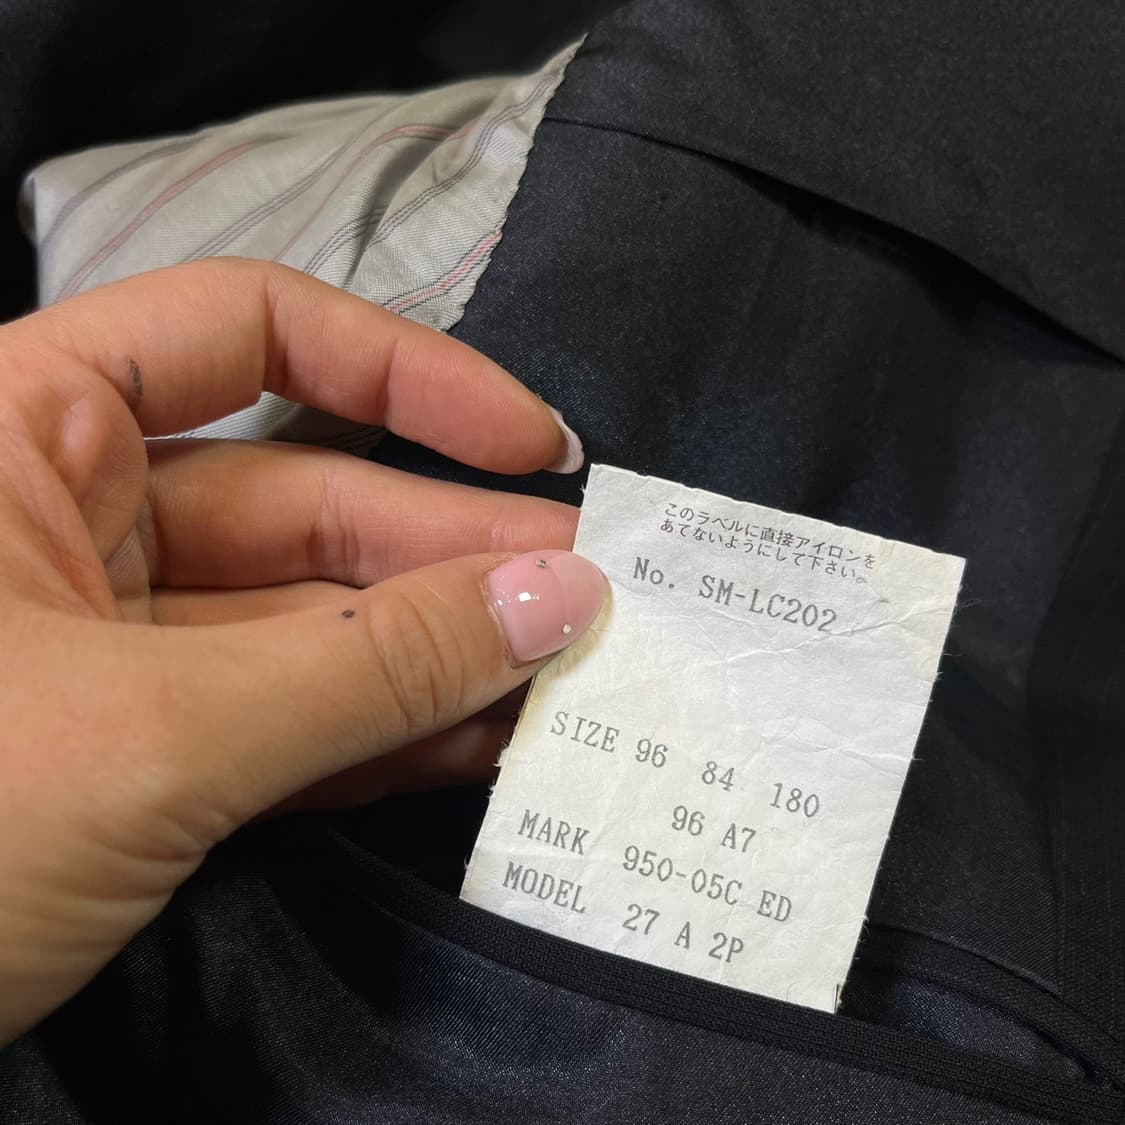 このラベルに直接アイロンを
あてないようにして下さい。
No. SM-LC202
SIZE 96 84 180
96 A7
MARK 950-05C ED
MODEL 27 A 2P